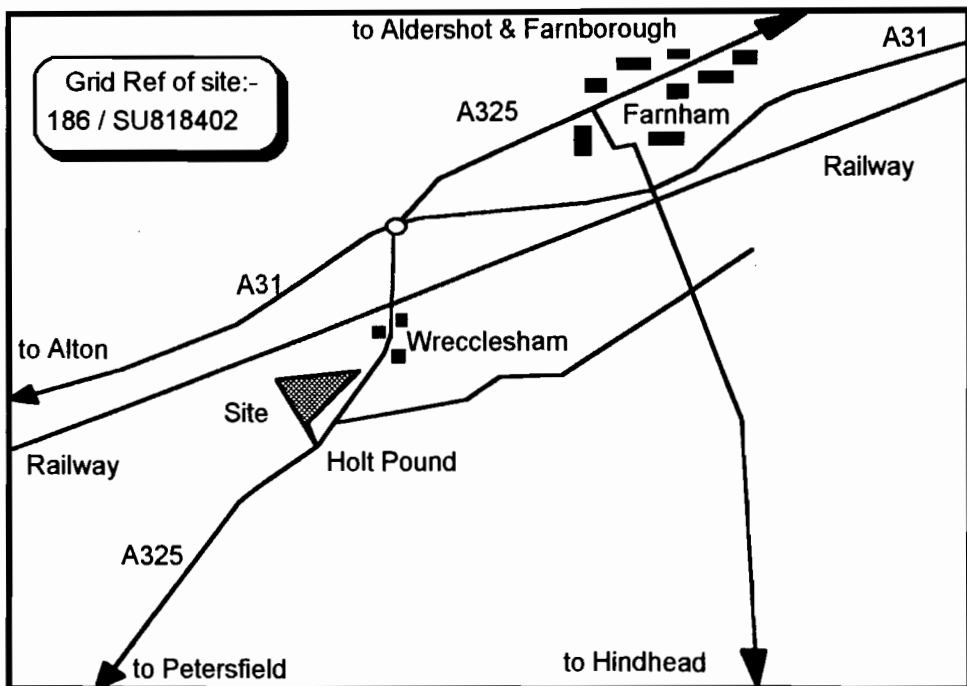 to Aldershot & Farnborough
A31
Grid Ref of site:-
186 / SU818402
A325
Farnham
Railway
A31
Wrecclesham
to Alton
Site
Holt Pound
Railway
A325
to Petersfield
to Hindhead